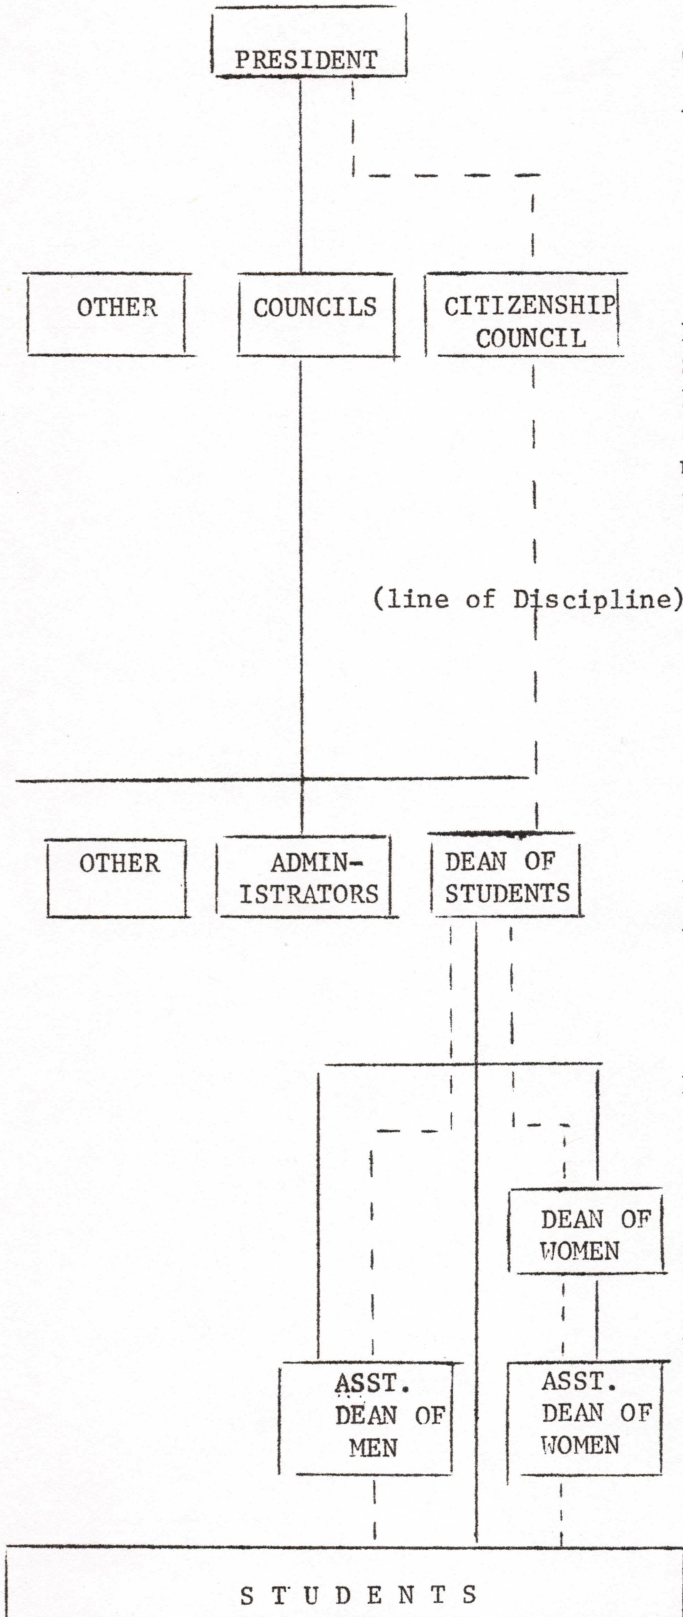 PRESIDENT
OTHER
COUNCILS
CITIZENSHIP
COUNCIL
(line of Discipline)
OTHER
ADMIN-
ISTRATORS
DEAN OF
STUDENTS
DEAN OF
WOMEN
ASST.
DEAN OF
MEN
ASST.
DEAN OF
WOMEN
S T U D E N T S